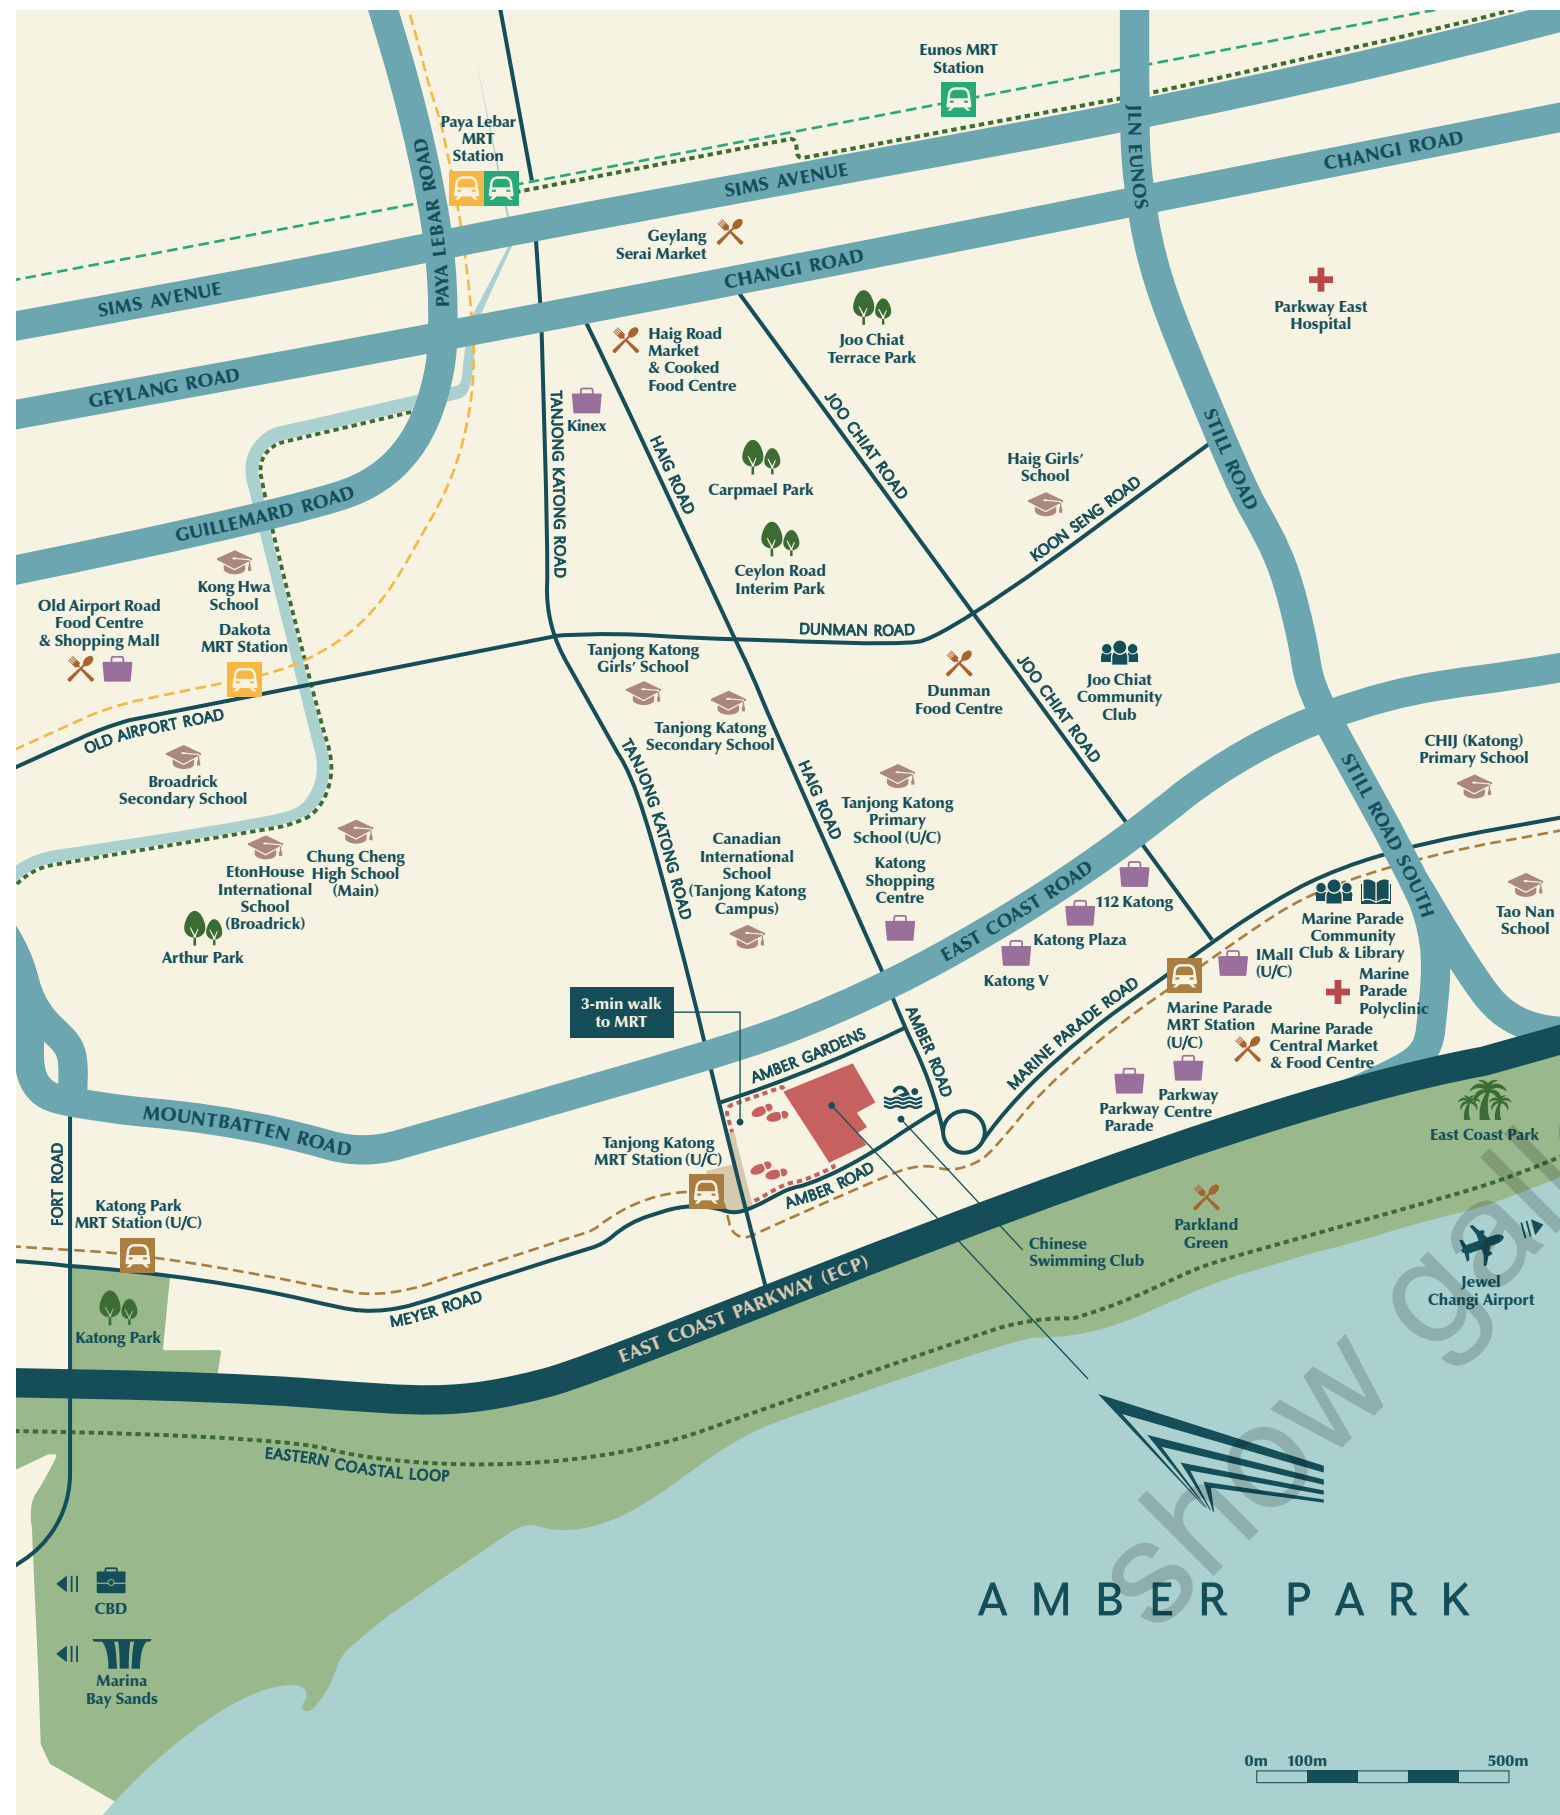 Eunos MRT
Station
Paya Lebar
MRT
Station
PAYA LEBAR ROAD
JLN EUNOS
SIMS AVENUE
CHANGI ROAD
Geylang
Serai Market
CHANGI ROAD
SIMS AVENUE
Parkway East
Hospital
Joo Chiat
Terrace Park
Haig Road
Market
& Cooked
Food Centre
GEYLANG ROAD
Kinex
TANJONG KATONG ROAD
HAIG ROAD
JOO CHIAT ROAD
STILL ROAD
Haig Girls'
School
KOON SENG ROAD
Carpmael Park
GUILLEMARD ROAD
Ceylon Road
Interim Park
Kong Hwa
School
Old Airport Road
Food Centre
& Shopping Mall
Dakota
MRT Station
DUNMAN ROAD
Tanjong Katong
Girls' School
Dunman
Food Centre
JOO CHIAT ROAD
Joo Chiat
Community
Club
OLD AIRPORT ROAD
Tanjong Katong
Secondary School
TANJONG KATONG ROAD
HAIG ROAD
STILL ROAD SOUTH
CHIJ (Katong)
Primary School
Broadrick
Secondary School
Tanjong Katong
Primary
School (U/C)
Canadian
International
School
(Tanjong Katong
Campus)
Chung Cheng
High School
(Main)
EtonHouse
International
School
(Broadrick)
Katong
Shopping
Centre
EAST COAST ROAD
112 Katong
Katong Plaza
Katong V
Marine Parade
Community
Club & Library
Tao Nan
School
Arthur Park
IMall
(U/C)
Marine
Parade
Polyclinic
3-min walk
to MRT
Marine Parade
MRT Station
(U/C)
Marine Parade
Central Market
& Food Centre
MARINE PARADE ROAD
AMBER GARDENS
AMBER ROAD
Parkway
Parade
Parkway
Centre
MOUNTBATTEN ROAD
East Coast Park
Tanjong Katong
MRT Station (U/C)
AMBER ROAD
FORT ROAD
Katong Park
MRT Station (U/C)
Parkland
Green
Chinese
Swimming Club
Jewel
Changi Airport
EAST COAST PARKWAY (ECP)
MEYER ROAD
Katong Park
EASTERN COASTAL LOOP
CBD
AMBER PARK
Marina
Bay Sands
0m 100m 500m